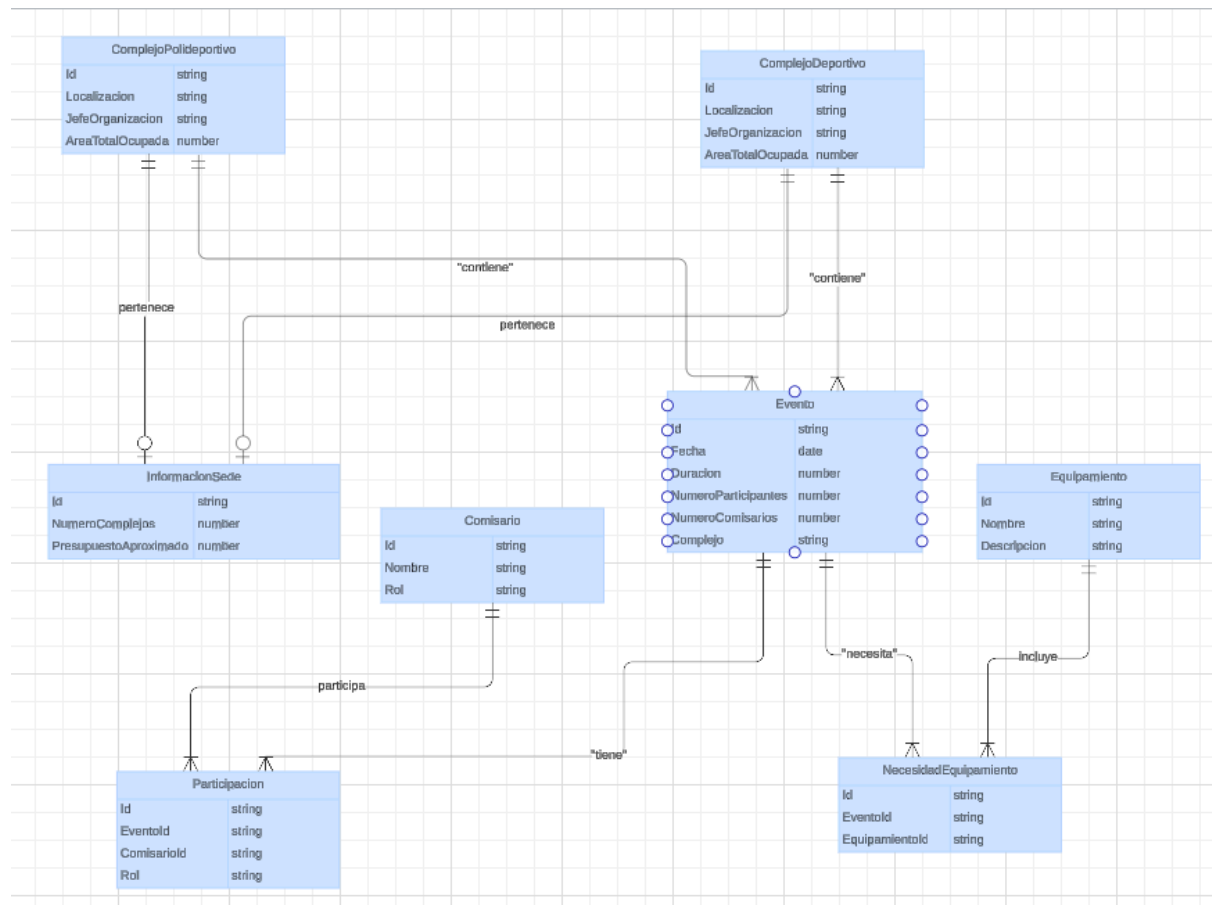 ComplejoPolideportivo
Id string
Localizacion string
JefeOrganizacion string
AreaTotalOcupada number
ComplejoDeportivo
Id string
Localizacion string
JefeOrganizacion string
AreaTotalOcupada number
"contiene"
"contiene"
pertenece
pertenece
Evento
Id string
Fecha date
Duracion number
NumeroParticipantes number
NumeroComisarios number
Complejo string
InformacionSede
Id string
NumeroComplejos number
PresupuestoAproximado number
Comisario
Id string
Nombre string
Rol string
Equipamiento
Id string
Nombre string
Descripcion string
"necesita"
incluye
participa
"tiene"
Participacion
Id string
EventoId string
ComisarioId string
Rol string
NecesidadEquipamiento
Id string
EventoId string
EquipamientoId string